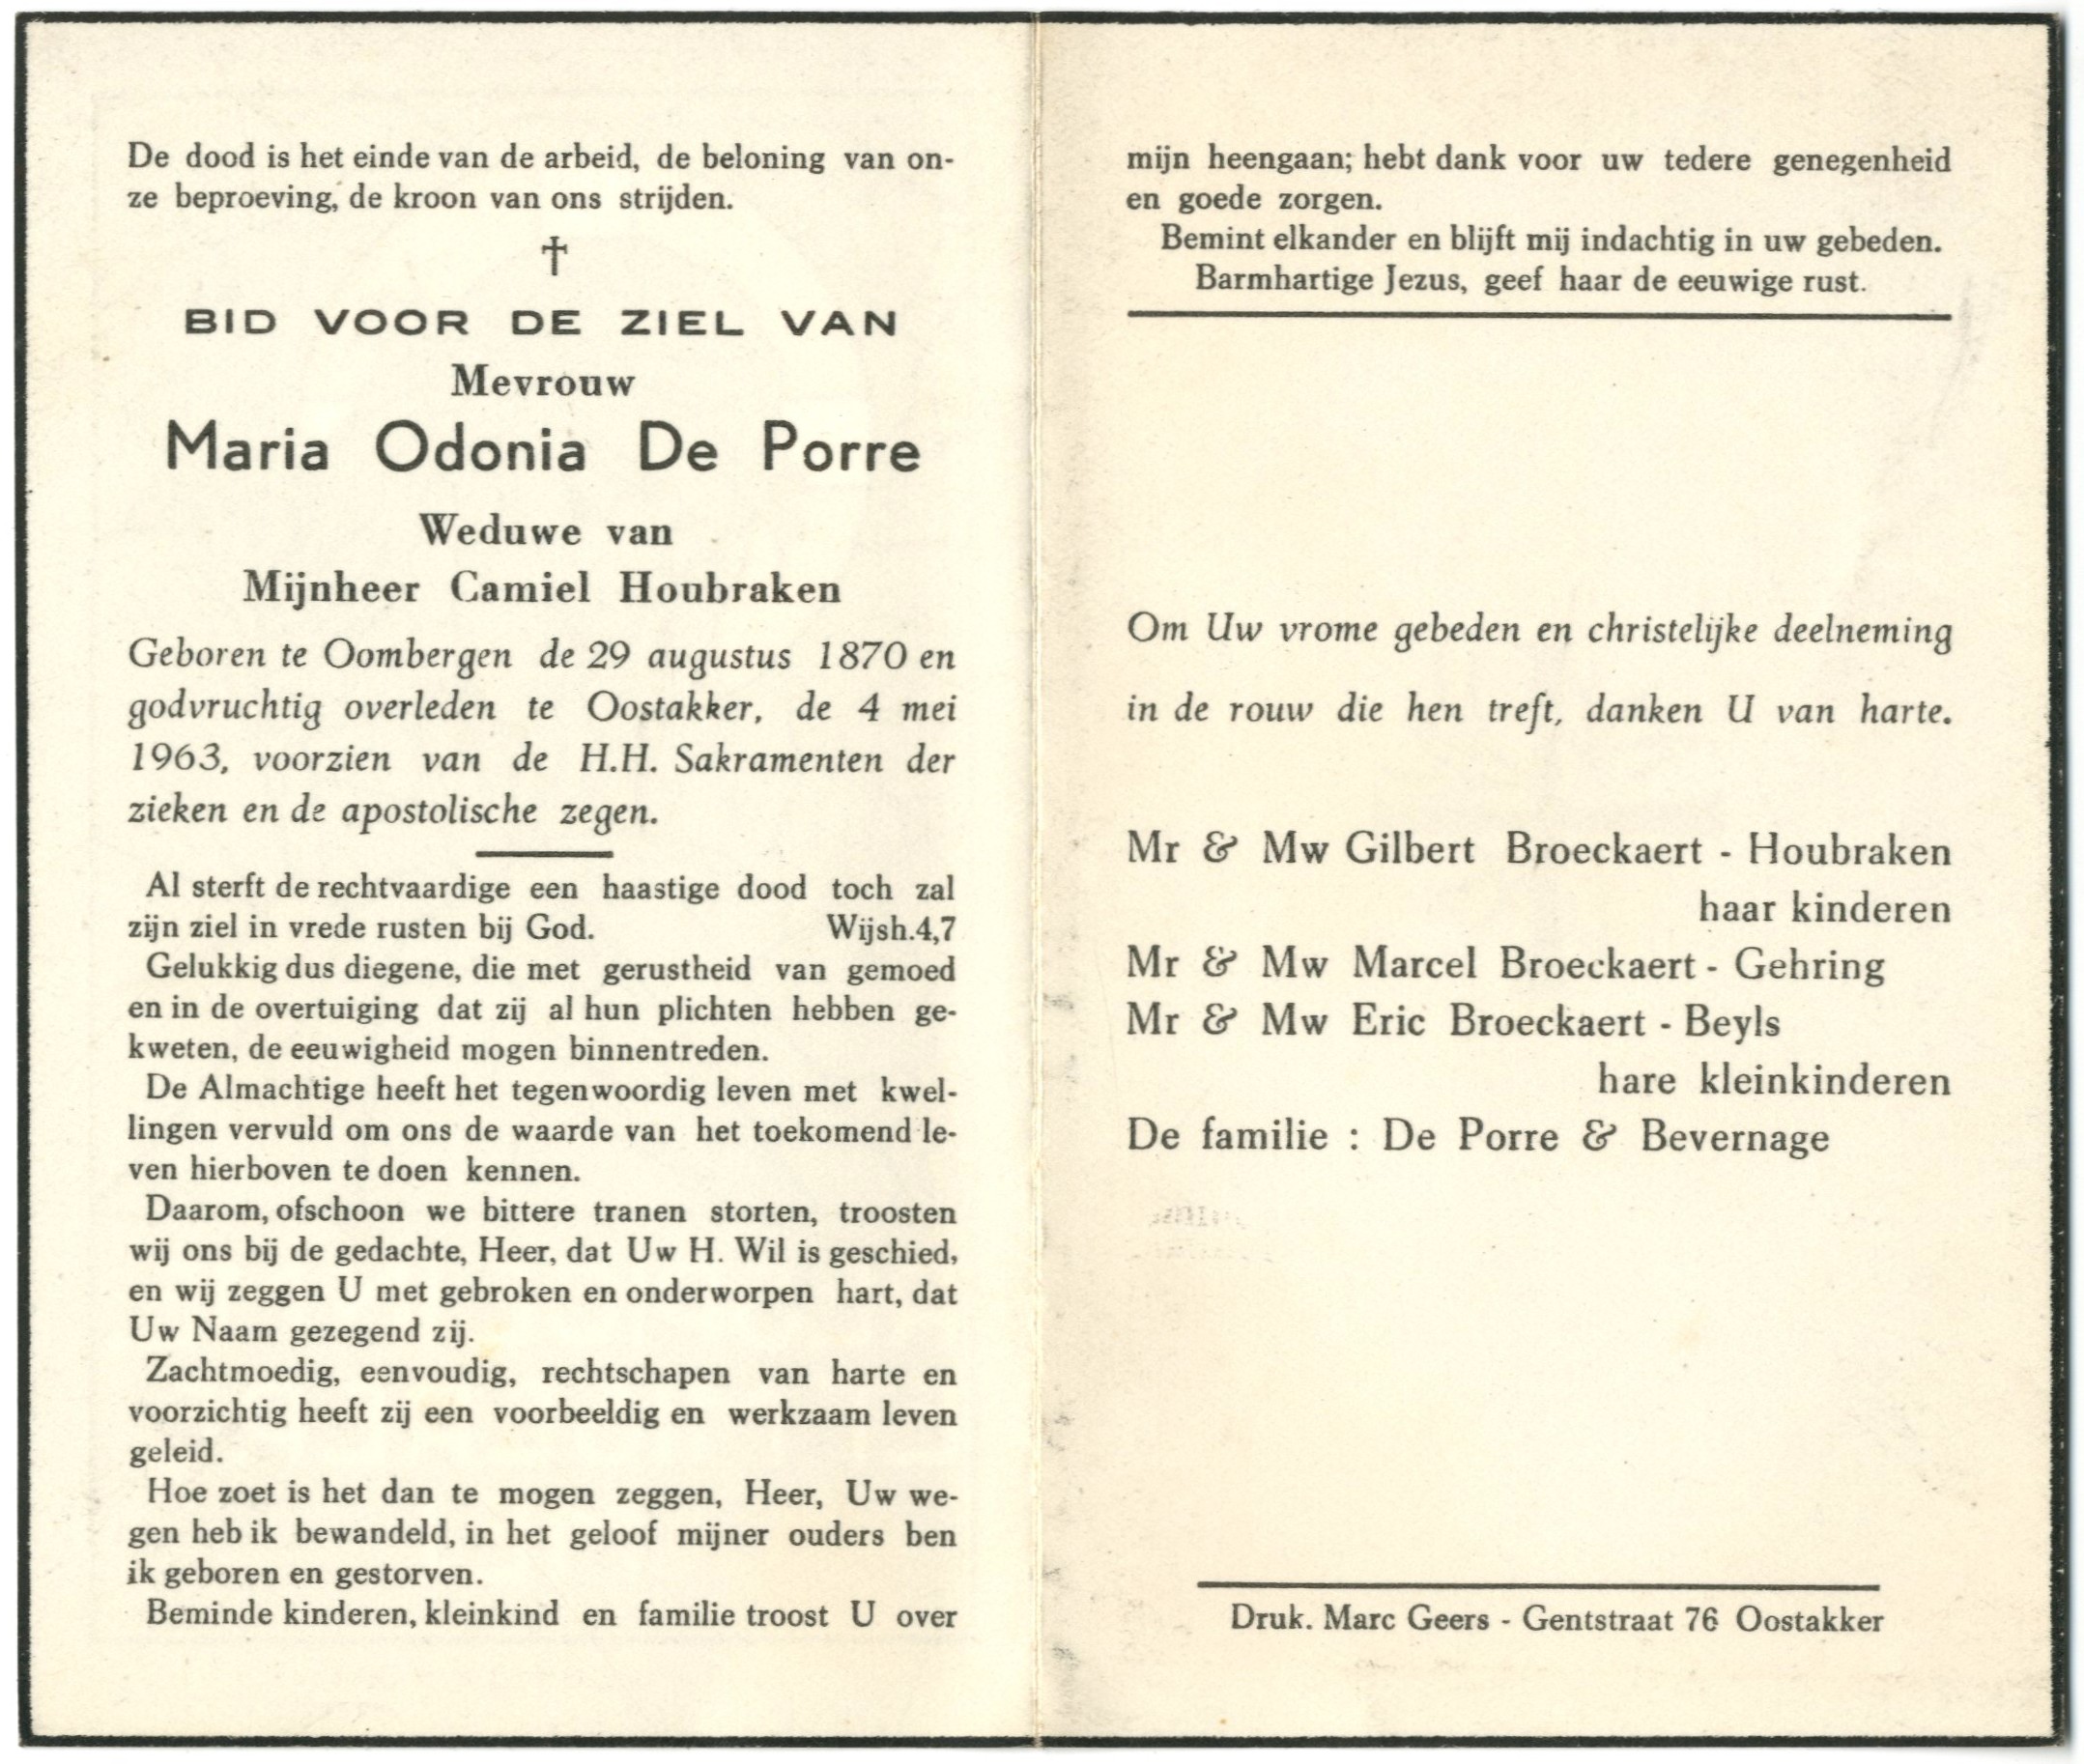 De dood is het einde van de arbeid, de beloning van on-
ze beproeving, de kroon van ons strijden.
†
BID VOOR DE ZIEL VAN
Mevrouw
Maria Odonia De Porre
Weduwe van
Mijnheer Camiel Houbraken
Geboren te Oombergen de 29 augustus 1870 en
godvruchtig overleden te Oostakker, de 4 mei
1963, voorzien van de H.H. Sakramenten der
zieken en de apostolische zegen.
Al sterft de rechtvaardige een haastige dood toch zal
zijn ziel in vrede rusten bij God. Wijsh.4,7
Gelukkig dus diegene, die met gerustheid van gemoed
en in de overtuiging dat zij al hun plichten hebben ge-
kweten, de eeuwigheid mogen binnentreden.
De Almachtige heeft het tegenwoordig leven met kwel-
lingen vervuld om ons de waarde van het toekomend le-
ven hierboven te doen kennen.
Daarom, ofschoon we bittere tranen storten, troosten
wij ons bij de gedachte, Heer, dat Uw H. Wil is geschied,
en wij zeggen U met gebroken en onderworpen hart, dat
Uw Naam gezegend zij.
Zachtmoedig, eenvoudig, rechtschapen van harte en
voorzichtig heeft zij een voorbeeldig en werkzaam leven
geleid.
Hoe zoet is het dan te mogen zeggen, Heer, Uw we-
gen heb ik bewandeld, in het geloof mijner ouders ben
ik geboren en gestorven.
Beminde kinderen, kleinkind en familie troost U over
mijn heengaan; hebt dank voor uw tedere genegenheid
en goede zorgen.
Bemint elkander en blijft mij indachtig in uw gebeden.
Barmhartige Jezus, geef haar de eeuwige rust.
Om Uw vrome gebeden en christelijke deelneming
in de rouw die hen treft, danken U van harte.
Mr & Mw Gilbert Broeckaert - Houbraken
haar kinderen
Mr & Mw Marcel Broeckaert - Gehring
Mr & Mw Eric Broeckaert - Beyls
hare kleinkinderen
De familie : De Porre & Bevernage
Druk. Marc Geers - Gentstraat 76 Oostakker